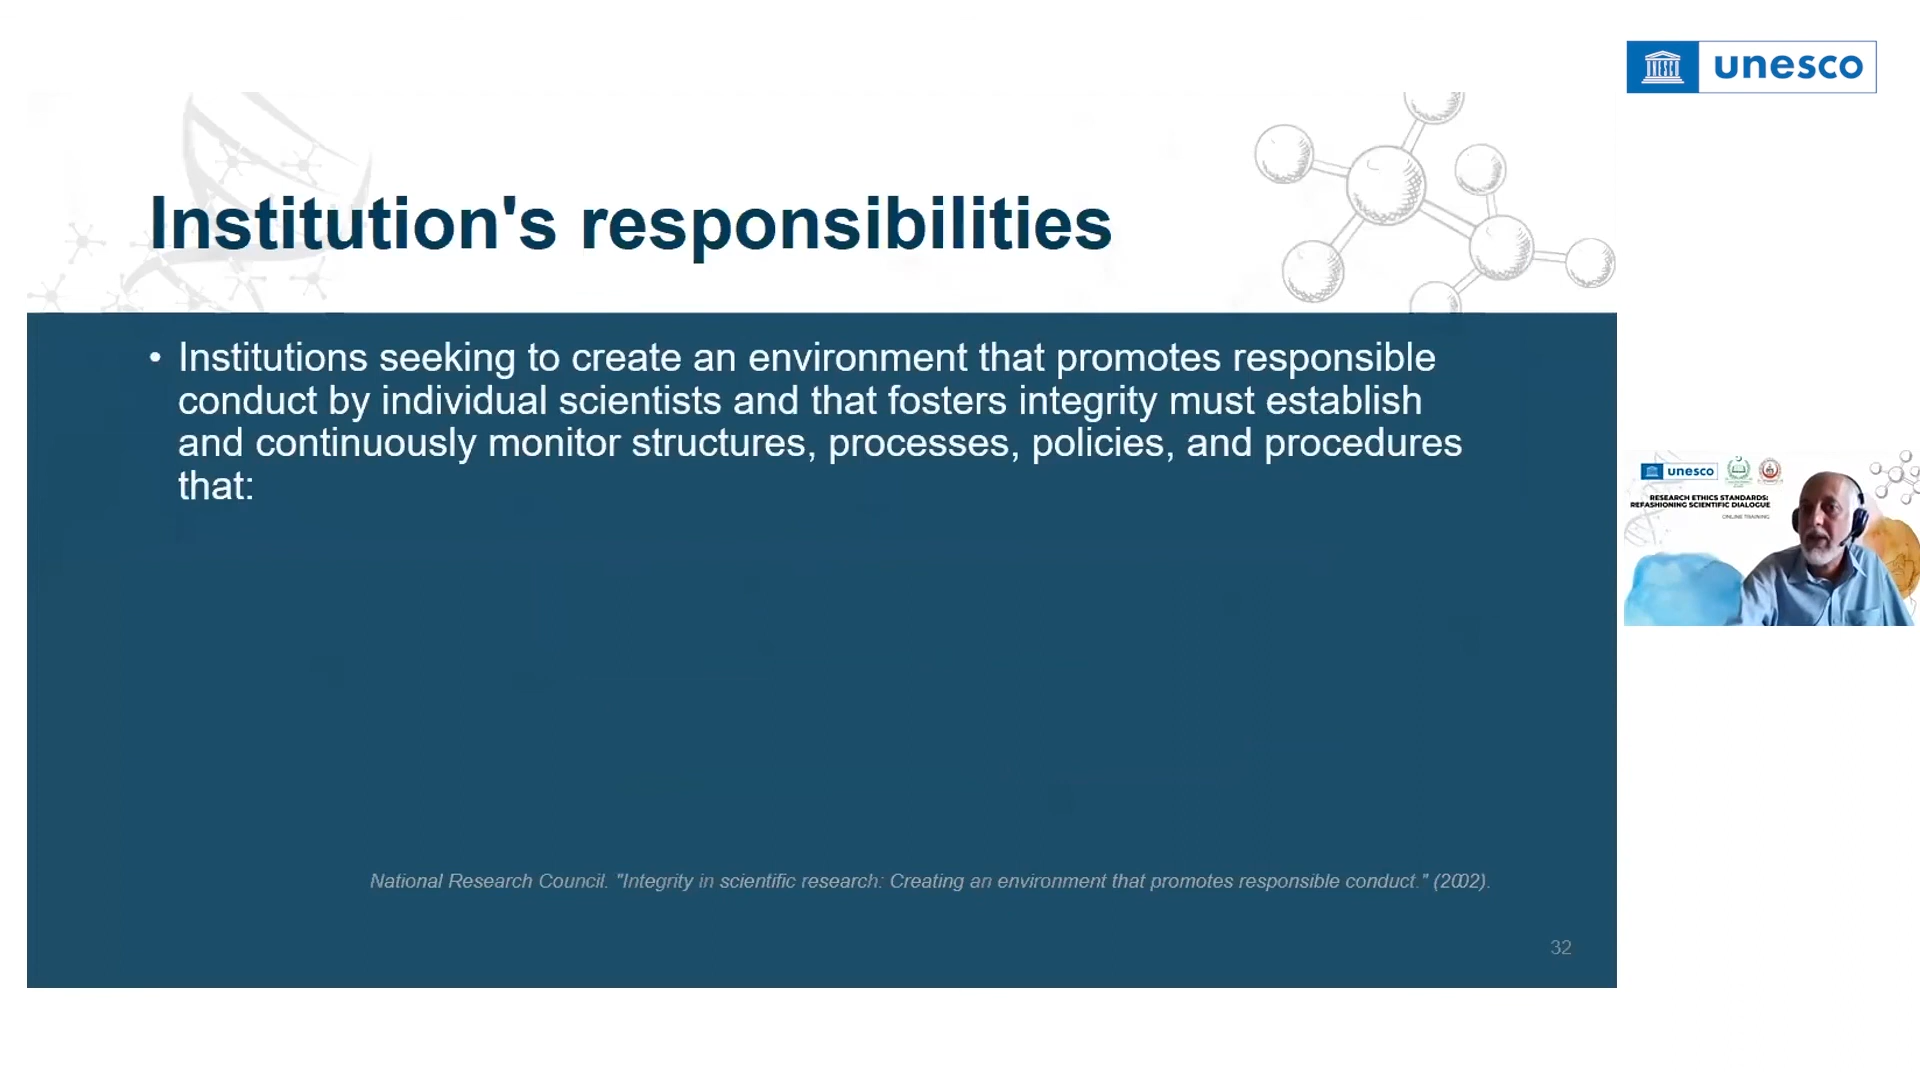 unesco
Institution's responsibilities
• Institutions seeking to create an environment that promotes responsible
conduct by individual scientists and that fosters integrity must establish
and continuously monitor structures, processes, policies, and procedures
that:
National Research Council. "Integrity in scientific research: Creating an environment that promotes responsible conduct." (2002).
32
unesco
RESEARCH ETHICS STANDARDS:
REFASHIONING SCIENTIFIC DIALOGUE
ONLINE TRAINING